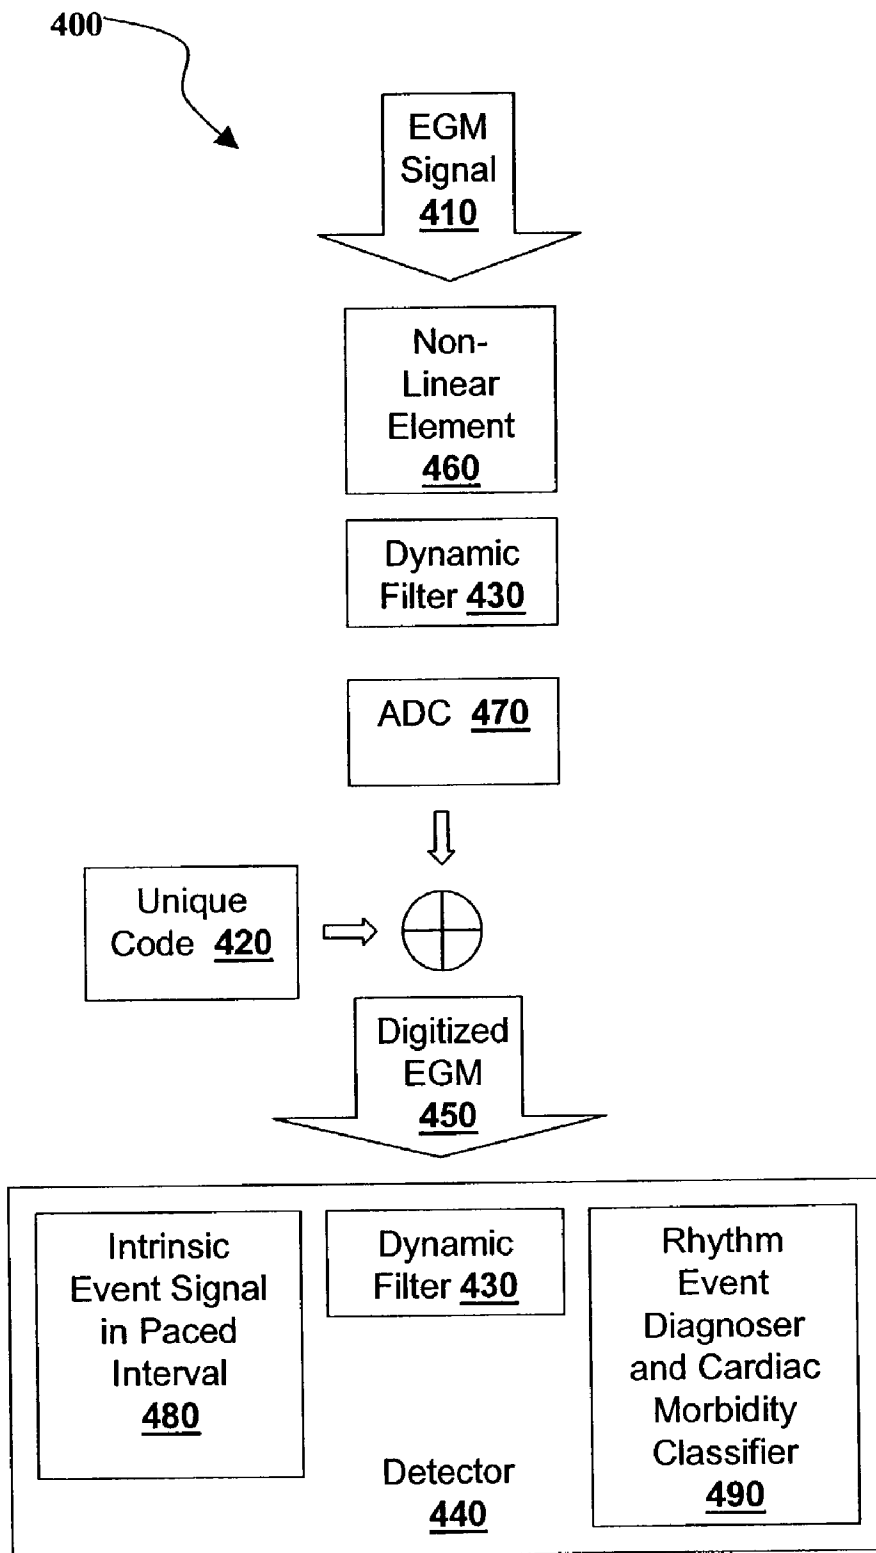 400
EGM
Signal
410
Non-
Linear
Element
460
Dynamic
Filter 430
ADC 470
Unique
Code 420
Digitized
EGM
450
Intrinsic
Event Signal
in Paced
Interval
480
Dynamic
Filter 430
Detector
440
Rhythm
Event
Diagnoser
and Cardiac
Morbidity
Classifier
490